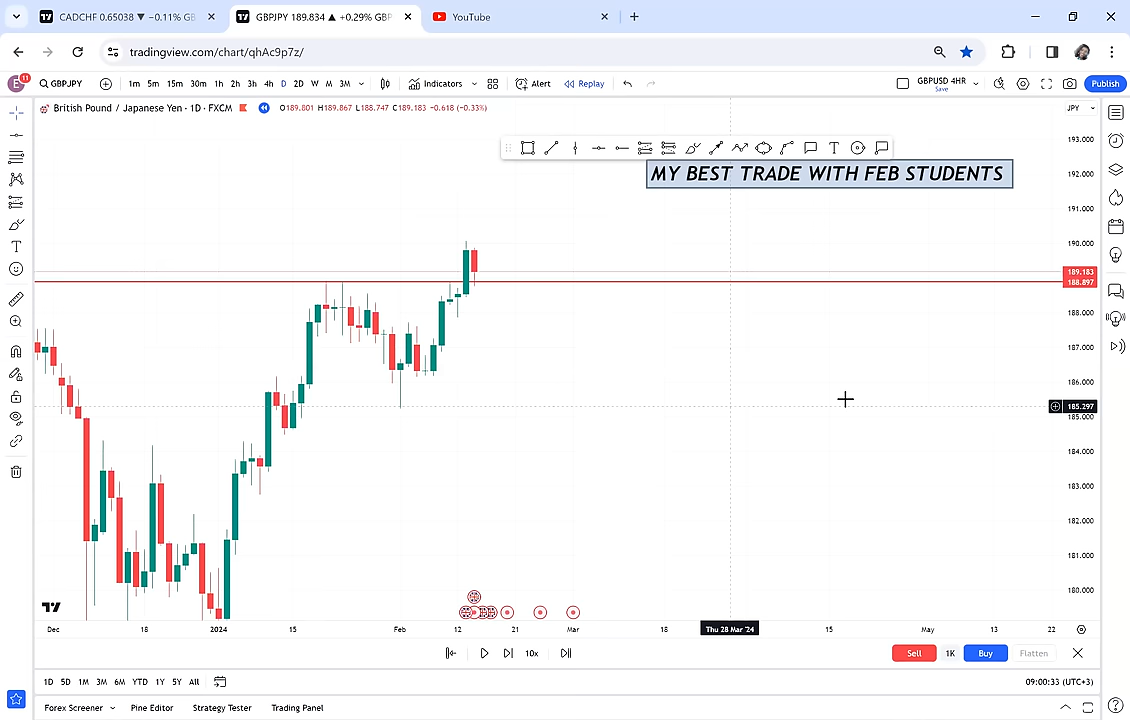 CADCHF 0.65038 ▼ −0.11% GB
GBPJPY 189.834 ▲ +0.29% GBP
YouTube
tradingview.com/chart/qhAc9p7z/
E
11
GBPJPY
1m 5m 15m 30m 1h 2h 3h 4h D 2D W M 3M
Indicators
Alert
Replay
GBPUSD 4HR
Save
Publish
British Pound / Japanese Yen · 1D · FXCM
O189.801 H189.867 L188.747 C189.183 −0.618 (−0.33%)
JPY
MY BEST TRADE WITH FEB STUDENTS
193.000
192.000
191.000
190.000
189.183
188.897
188.000
187.000
186.000
185.297
185.000
184.000
183.000
182.000
181.000
180.000
Dec 18 2024 15 Feb 12 21 Mar 18 Thu 28 Mar '24 15 May 13 22
10x
Sell 1K Buy Flatten
1D 5D 1M 3M 6M YTD 1Y 5Y All
09:00:33 (UTC+3)
Forex Screener Pine Editor Strategy Tester Trading Panel